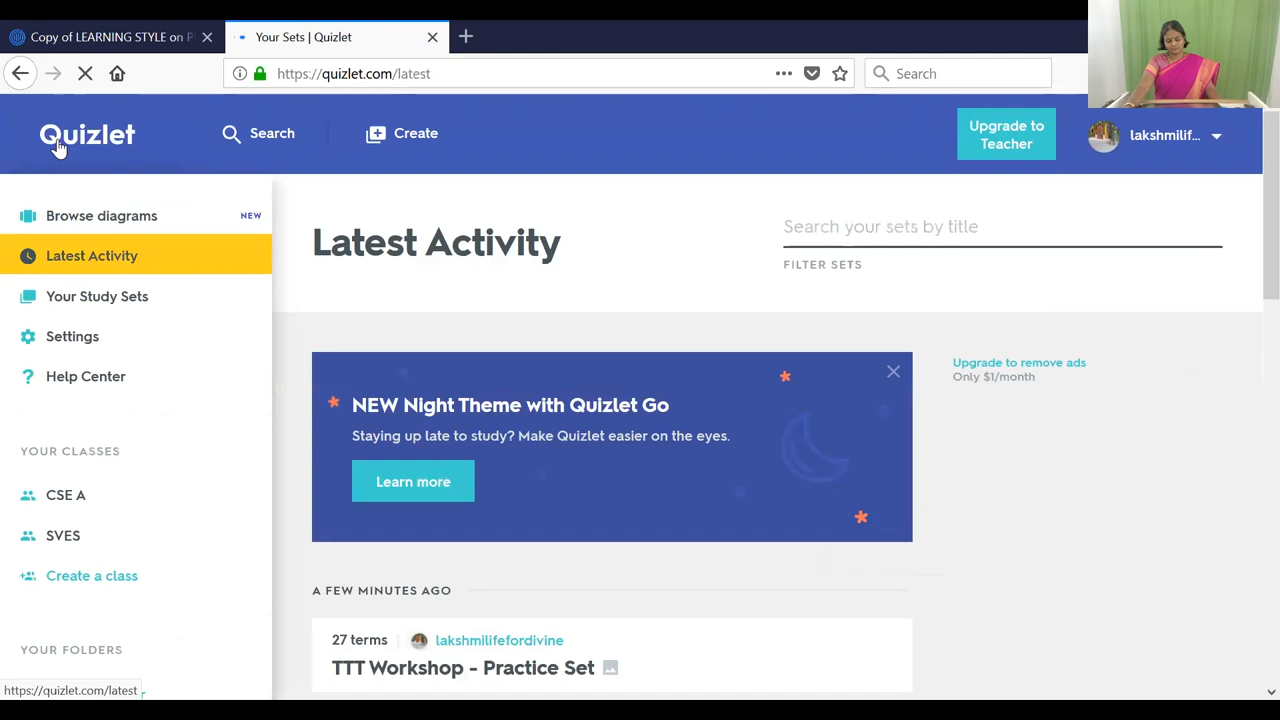 Copy of LEARNING STYLE on P
Your Sets | Quizlet
https://quizlet.com/latest
Search
Quizlet
Search
Create
Upgrade to
Teacher
lakshmilif...
Browse diagrams
NEW
Latest Activity
Your Study Sets
Settings
Help Center
YOUR CLASSES
CSE A
SVES
Create a class
YOUR FOLDERS
https://quizlet.com/latest
Latest Activity
Search your sets by title
FILTER SETS
NEW Night Theme with Quizlet Go
Staying up late to study? Make Quizlet easier on the eyes.
Learn more
Upgrade to remove ads
Only $1/month
A FEW MINUTES AGO
27 terms
lakshmilifefordivine
TTT Workshop - Practice Set